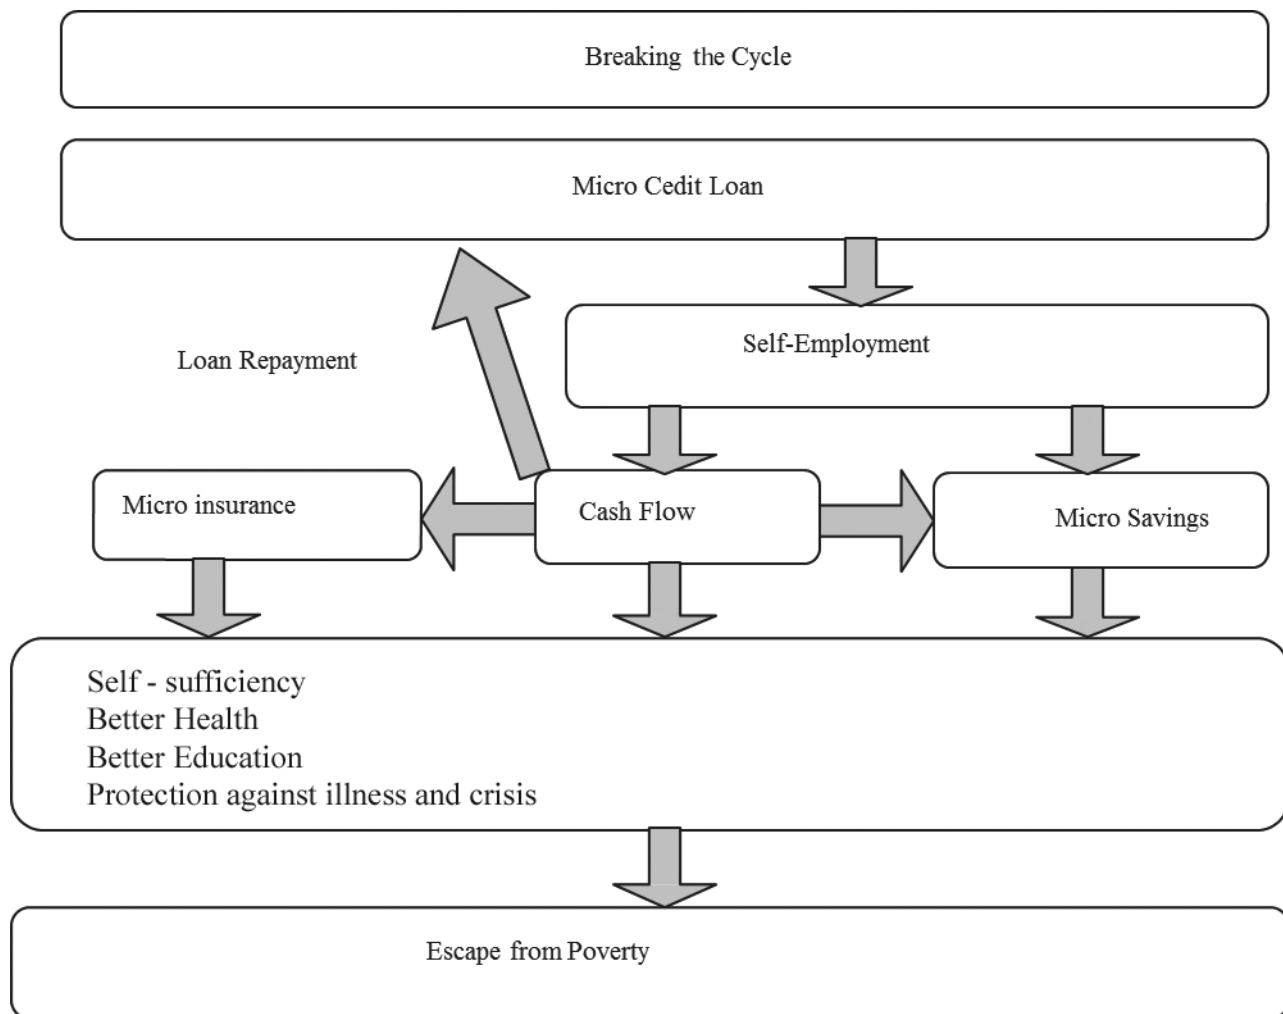 Breaking the Cycle
Micro Cedit Loan
Self-Employment
Loan Repayment
Micro insurance
Cash Flow
Micro Savings
Self - sufficiency
Better Health
Better Education
Protection against illness and crisis
Escape from Poverty